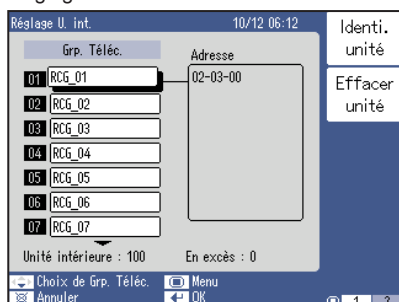 Réglage U. int. 10/12 06:12
Identi.
unité
Effacer
unité
Grp. Téléc.
Adresse
01 RCG_01
02-03-00
02 RCG_02
03 RCG_03
04 RCG_04
05 RCG_05
06 RCG_06
07 RCG_07
Unité intérieure : 100 En excès : 0
Choix de Grp. Téléc. Menu
Annuler OK
1 2